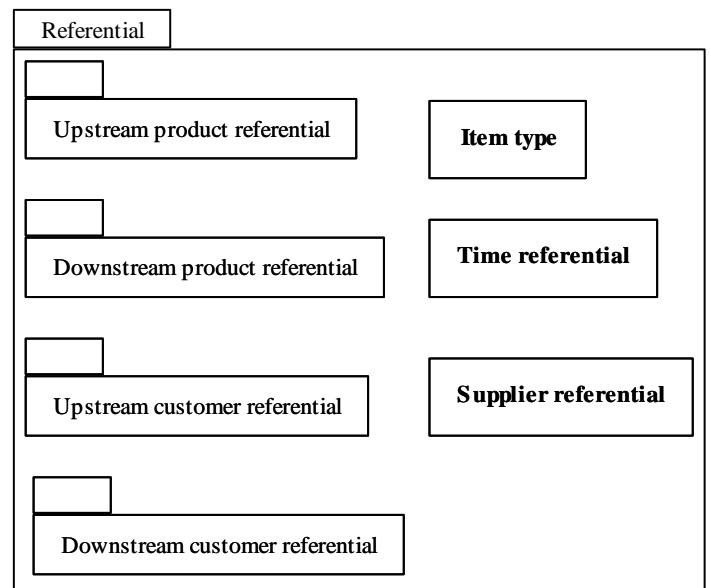 Referential
Upstream product referential
Item type
Downstream product referential
Time referential
Upstream customer referential
Supplier referential
Downstream customer referential